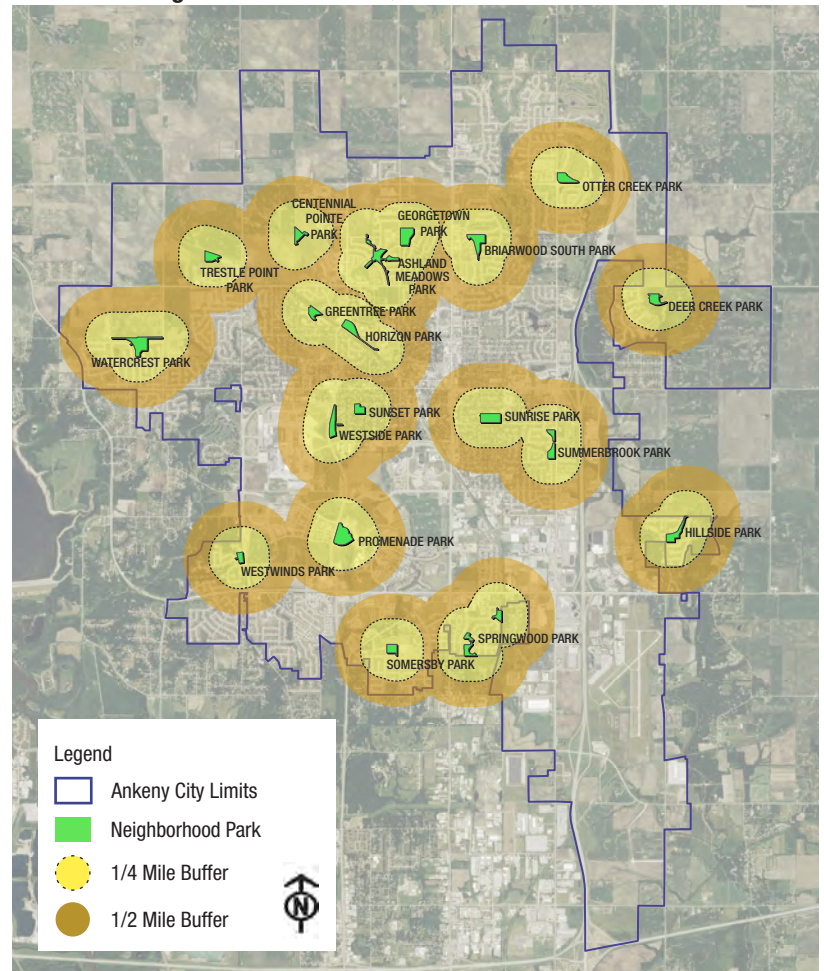 OTTER CREEK PARK
CENTENNIAL
POINTE
PARK
GEORGETOWN
PARK
BRIARWOOD SOUTH PARK
ASHLAND
MEADOWS
PARK
TRESTLE POINT
PARK
DEER CREEK PARK
GREENTREE PARK
HORIZON PARK
WATERCREST PARK
SUNSET PARK
SUNRISE PARK
WESTSIDE PARK
SUMMERBROOK PARK
HILLSIDE PARK
PROMENADE PARK
WESTWINDS PARK
SPRINGWOOD PARK
SOMERSBY PARK
Legend
Ankeny City Limits
Neighborhood Park
1/4 Mile Buffer
1/2 Mile Buffer
N